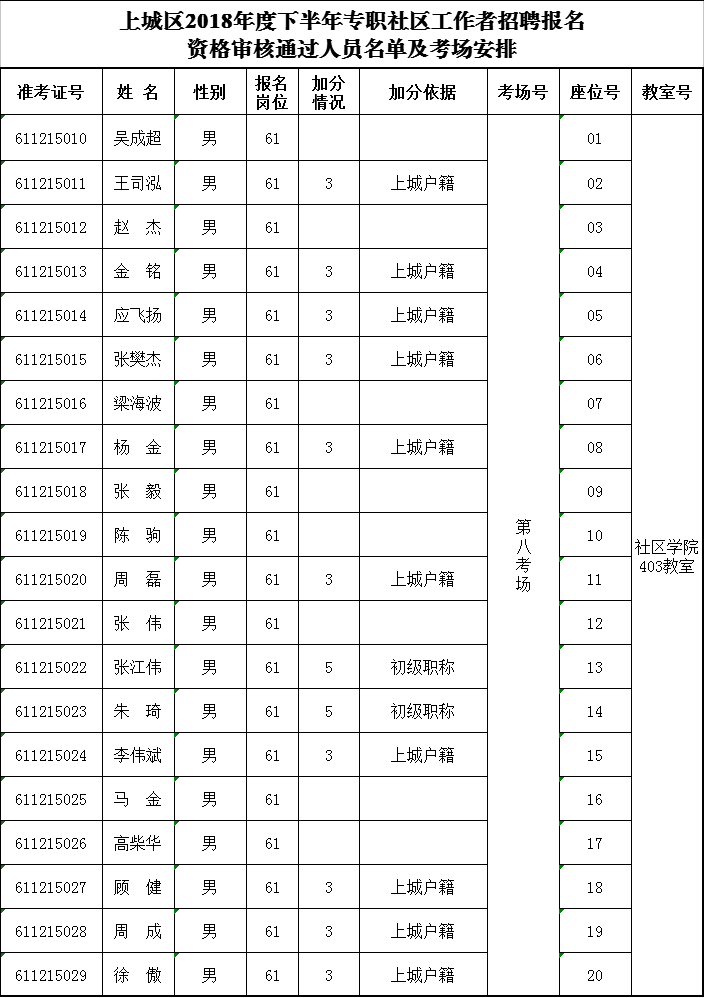 上城区2018年度下半年专职社区工作者招聘报名
资格审核通过人员名单及考场安排
准考证号 姓 名 性别 报名岗位 加分情况 加分依据 考场号 座位号 教室号
611215010 吴成超 男 61 01
611215011 王司泓 男 61 3 上城户籍 02
611215012 赵 杰 男 61 03
611215013 金 铭 男 61 3 上城户籍 04
611215014 应飞扬 男 61 3 上城户籍 05
611215015 张樊杰 男 61 3 上城户籍 06
611215016 梁海波 男 61 07
611215017 杨 金 男 61 3 上城户籍 08
611215018 张 毅 男 61 09
611215019 陈 驹 男 61 10
611215020 周 磊 男 61 3 上城户籍 11
611215021 张 伟 男 61 12
611215022 张江伟 男 61 5 初级职称 13
611215023 朱 琦 男 61 5 初级职称 14
611215024 李伟斌 男 61 3 上城户籍 15
611215025 马 金 男 61 16
611215026 高柴华 男 61 17
611215027 顾 健 男 61 3 上城户籍 18
611215028 周 成 男 61 3 上城户籍 19
611215029 徐 傲 男 61 3 上城户籍 20
第八考场
社区学院
403教室